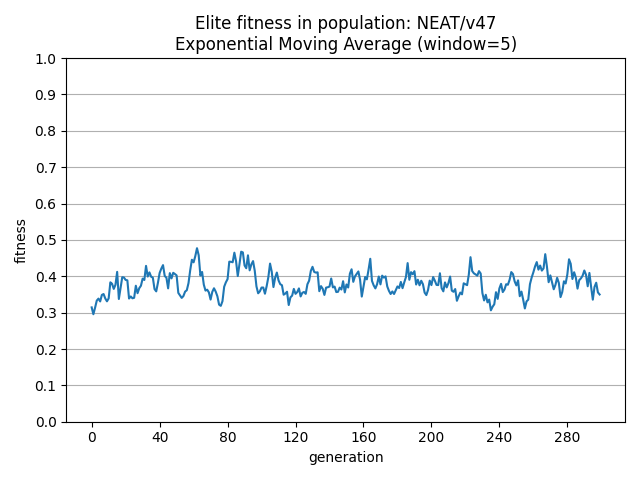 Elite fitness in population: NEAT/v47
Exponential Moving Average (window=5)
1.0
0.9
0.8
0.7
0.6
0.5
0.4
0.3
0.2
0.1
0.0
fitness
0 40 80 120 160 200 240 280
generation